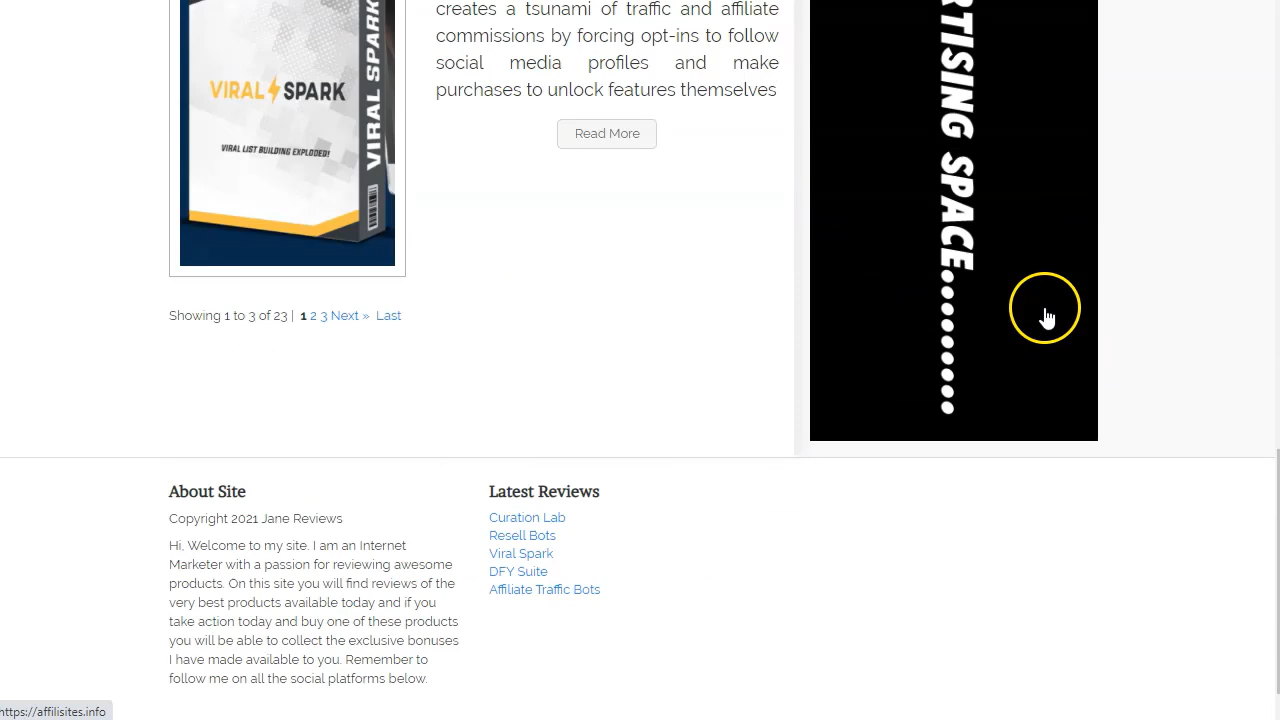 creates a tsunami of traffic and affiliate
commissions by forcing opt-ins to follow
social media profiles and make
purchases to unlock features themselves
Read More
VIRAL SPARK
VIRAL LIST BUILDING EXPLODED!
VIRAL SPARK
RTISING SPACE.........
Showing 1 to 3 of 23 | 1 2 3 Next » Last
About Site
Copyright 2021 Jane Reviews
Hi, Welcome to my site. I am an Internet
Marketer with a passion for reviewing awesome
products. On this site you will find reviews of the
very best products available today and if you
take action today and buy one of these products
you will be able to collect the exclusive bonuses
I have made available to you. Remember to
follow me on all the social platforms below.
Latest Reviews
Curation Lab
Resell Bots
Viral Spark
DFY Suite
Affiliate Traffic Bots
https://affilisites.info